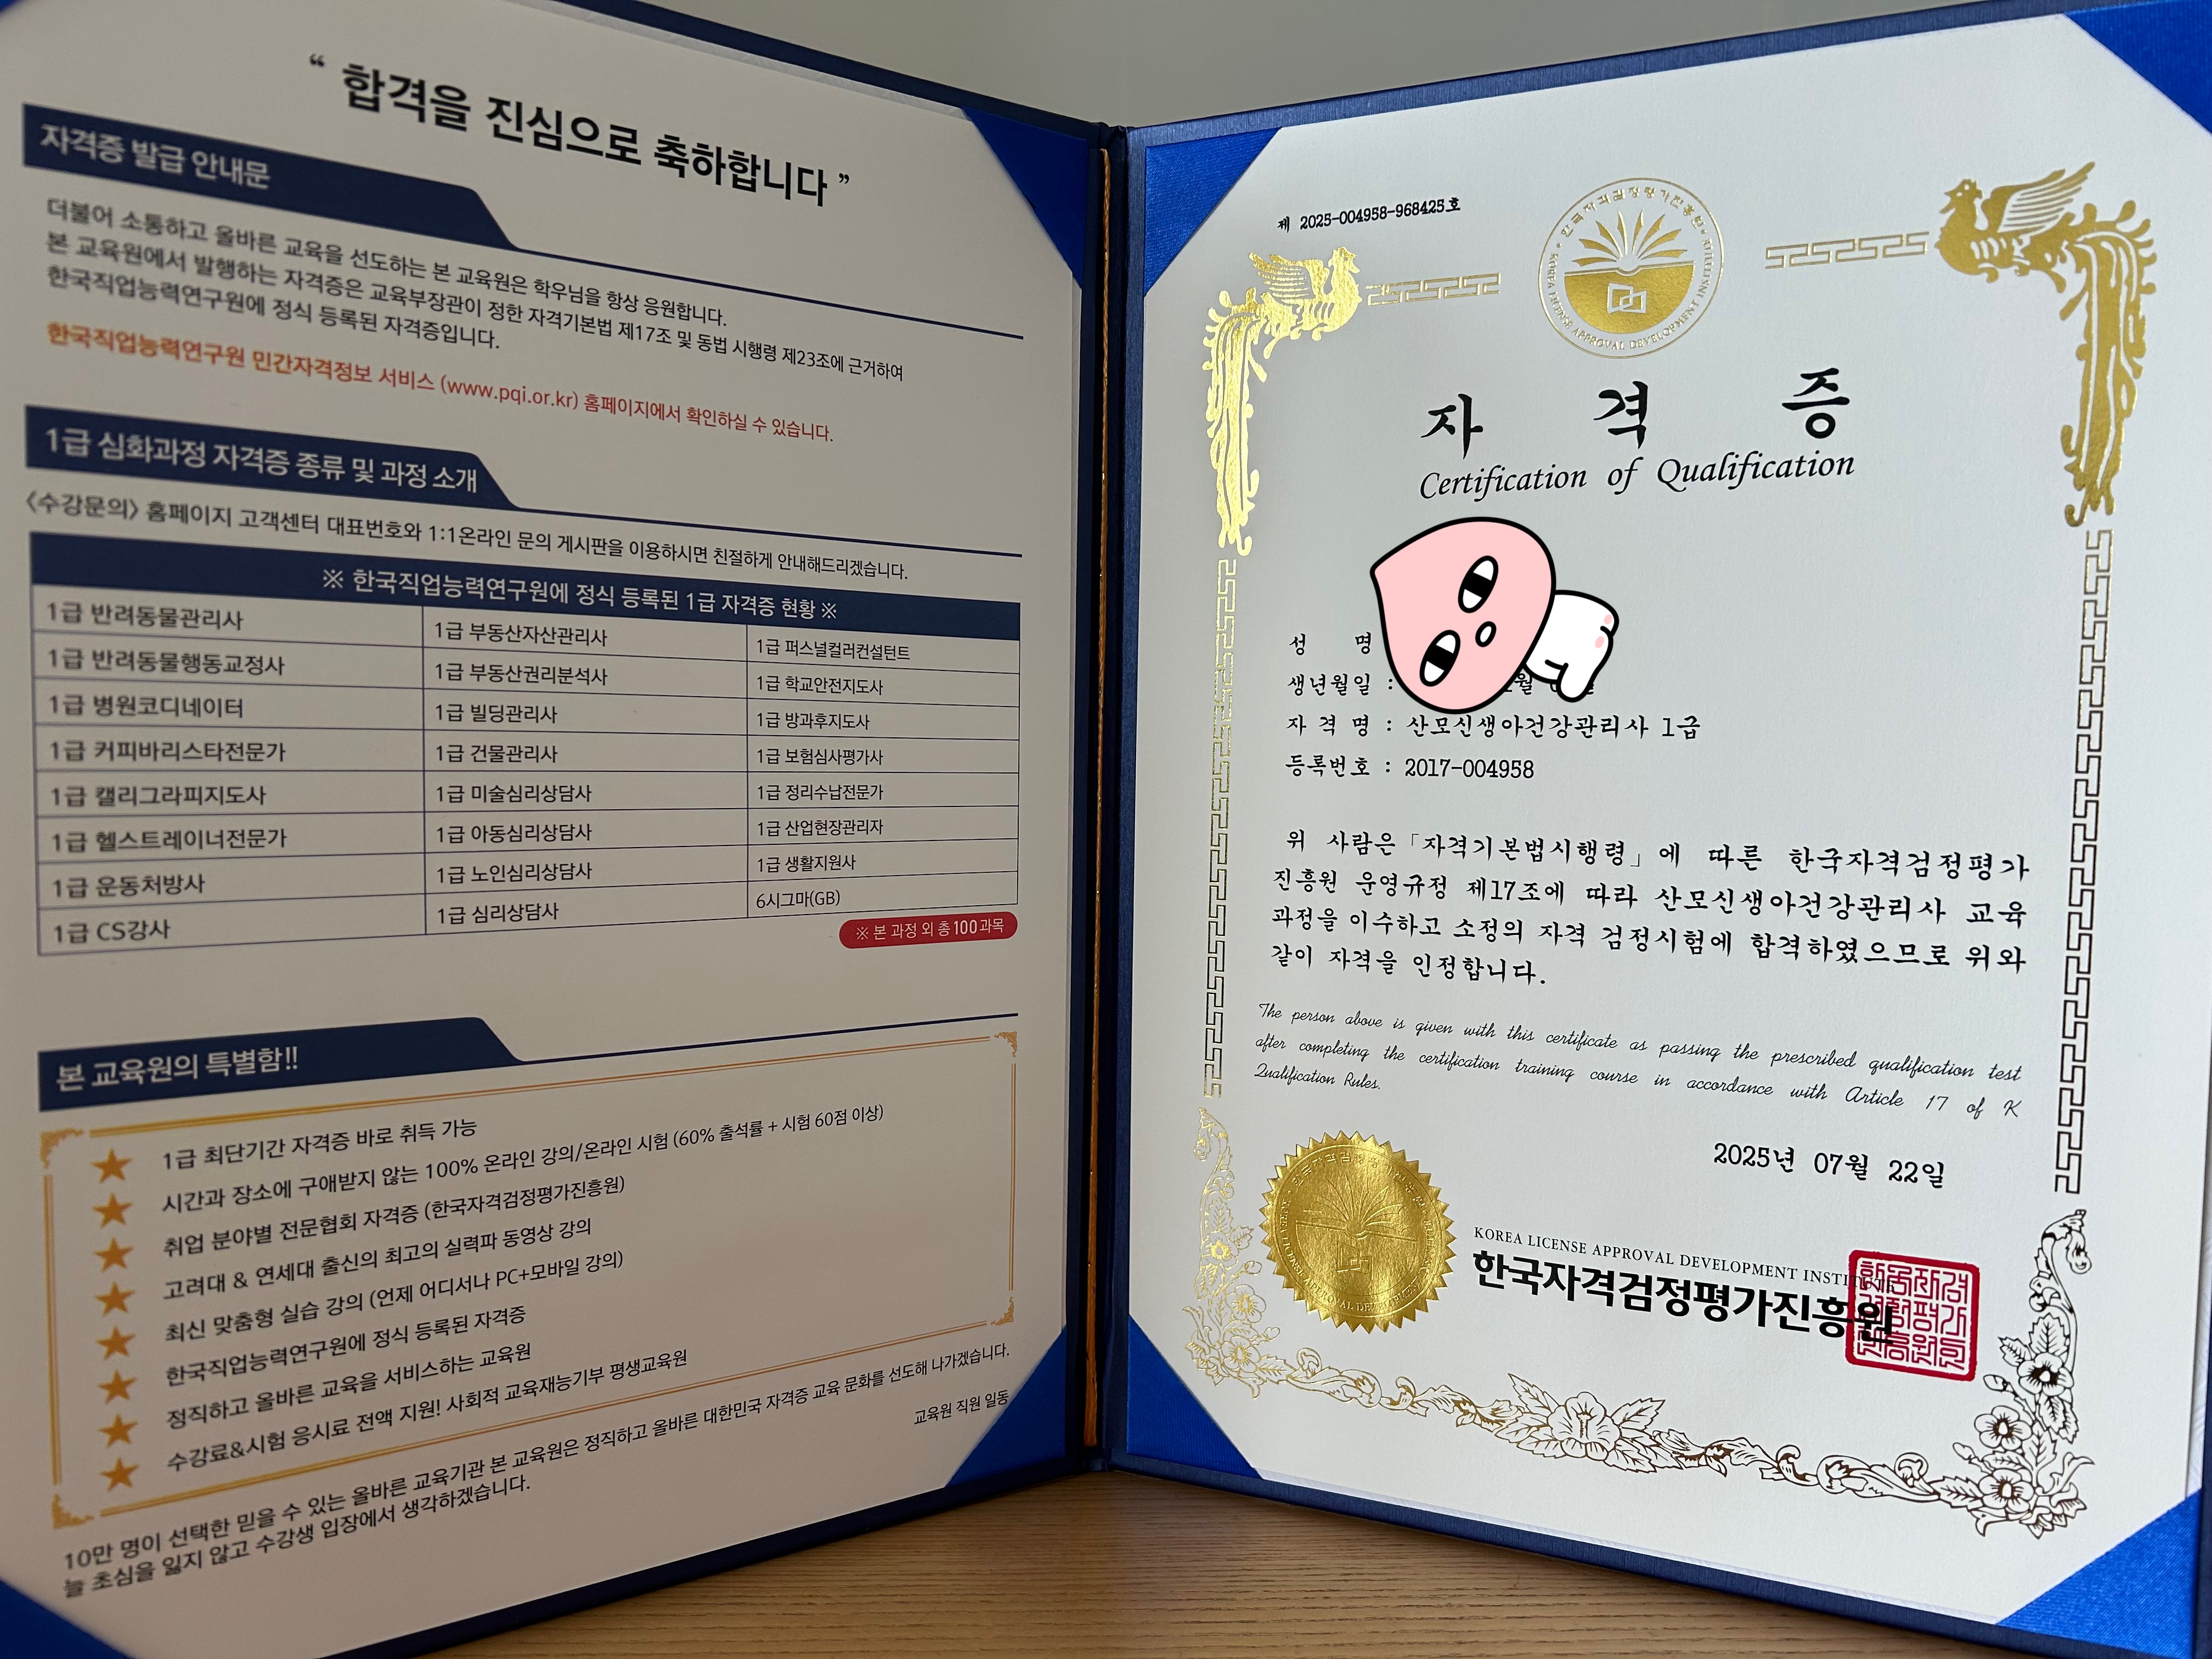 “ 합격을 진심으로 축하합니다 ”
자격증 발급 안내문
더불어 소통하고 올바른 교육을 선도하는 본 교육원은 학우님을 항상 응원합니다.
본 교육원에서 발행하는 자격증은 교육부장관이 정한 자격기본법 제17조 및 동법 시행령 제23조에 근거하여
한국직업능력연구원에 정식 등록된 자격증입니다.
한국직업능력연구원 민간자격정보 서비스 (www.pqi.or.kr) 홈페이지에서 확인하실 수 있습니다.
1급 심화과정 자격증 종류 및 과정 소개
<수강문의> 홈페이지 고객센터 대표번호와 1:1온라인 문의 게시판을 이용하시면 친절하게 안내해드리겠습니다.
※ 한국직업능력연구원에 정식 등록된 1급 자격증 현황 ※
1급 반려동물관리사 1급 부동산자산관리사 1급 퍼스널컬러컨설턴트
1급 반려동물행동교정사 1급 부동산권리분석사 1급 학교안전지도사
1급 병원코디네이터 1급 빌딩관리사 1급 방과후지도사
1급 커피바리스타전문가 1급 건물관리사 1급 보험심사평가사
1급 캘리그라피지도사 1급 미술심리상담사 1급 정리수납전문가
1급 헬스트레이너전문가 1급 아동심리상담사 1급 산업현장관리자
1급 운동처방사 1급 노인심리상담사 1급 생활지원사
1급 CS강사 1급 심리상담사 6시그마(GB)
※ 본 과정 외 총 100과목
본 교육원의 특별함!!
1급 최단기간 자격증 바로 취득 가능
시간과 장소에 구애받지 않는 100% 온라인 강의/온라인 시험 (60% 출석률 + 시험 60점 이상)
취업 분야별 전문협회 자격증 (한국자격검정평가진흥원)
고려대 & 연세대 출신의 최고의 실력파 동영상 강의
최신 맞춤형 실습 강의 (언제 어디서나 PC+모바일 강의)
한국직업능력연구원에 정식 등록된 자격증
정직하고 올바른 교육을 서비스하는 교육원
수강료&시험 응시료 전액 지원! 사회적 교육재능기부 평생교육원
10만 명이 선택한 믿을 수 있는 올바른 교육기관 본 교육원은 정직하고 올바른 대한민국 자격증 교육 문화를 선도해 나가겠습니다.
늘 초심을 잃지 않고 수강생 입장에서 생각하겠습니다.
교육원 직원 일동
제 2025-004958-968425호
한국자격검정평가진흥원
KOREA LICENSE APPROVAL DEVELOPMENT INSTITUTE
자 격 증
Certification of Qualification
성 명
생년월일 : 월
자 격 명 : 산모신생아건강관리사 1급
등록번호 : 2017-004958
위 사람은 「자격기본법시행령」에 따른 한국자격검정평가
진흥원 운영규정 제17조에 따라 산모신생아건강관리사 교육
과정을 이수하고 소정의 자격 검정시험에 합격하였으므로 위와
같이 자격을 인정합니다.
The person above is given with this certificate as passing the prescribed qualification test
after completing the certification training course in accordance with Article 17 of K
Qualification Rules.
2025년 07월 22일
KOREA LICENSE APPROVAL DEVELOPMENT INSTITUTE
한국자격검정평가진흥원